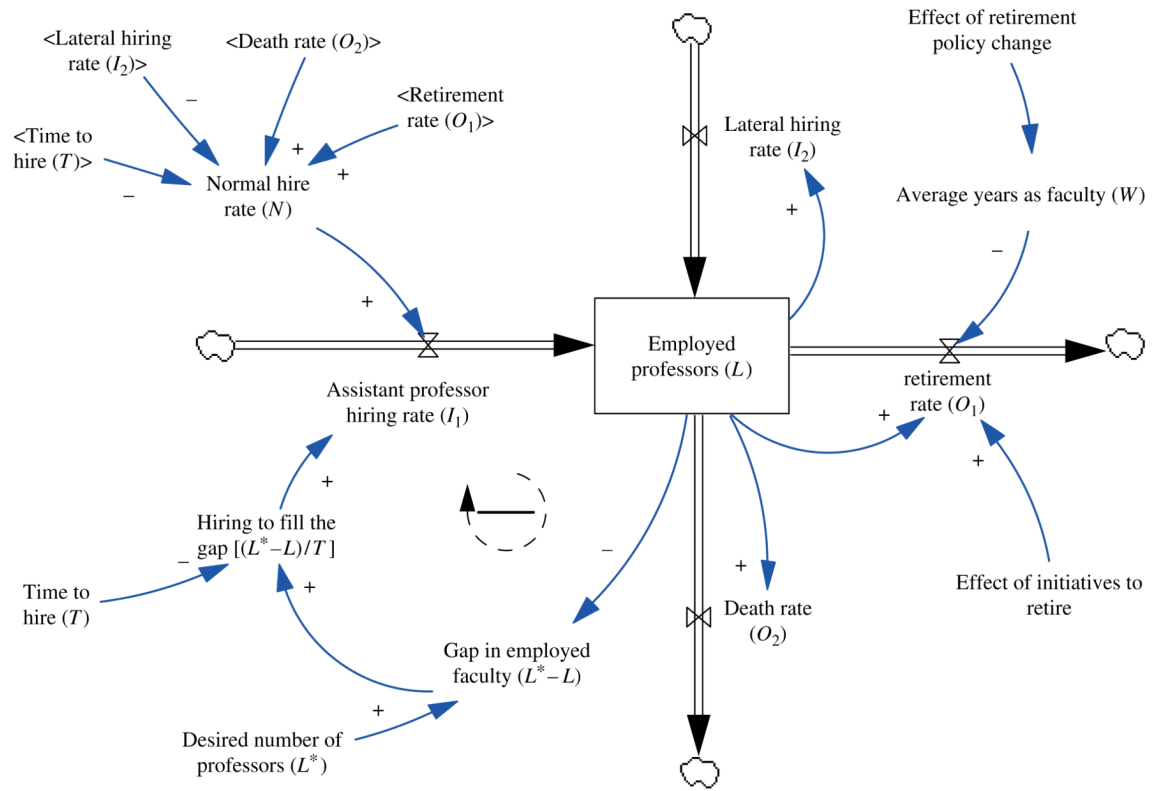 <Lateral hiring
rate (I₂)>
<Death rate (O₂)>
<Retirement
rate (O₁)>
<Time to
hire (T)>
–
+
+
–
Normal hire
rate (N)
+
Lateral hiring
rate (I₂)
+
Effect of retirement
policy change
Average years as faculty (W)
–
Employed
professors (L)
Assistant professor
hiring rate (I₁)
retirement
rate (O₁)
+
+
+
Hiring to fill the
gap [(L*–L)/T]
–
+
Time to
hire (T)
–
+
Death rate
(O₂)
Effect of initiatives to
retire
Gap in employed
faculty (L*–L)
+
Desired number of
professors (L*)